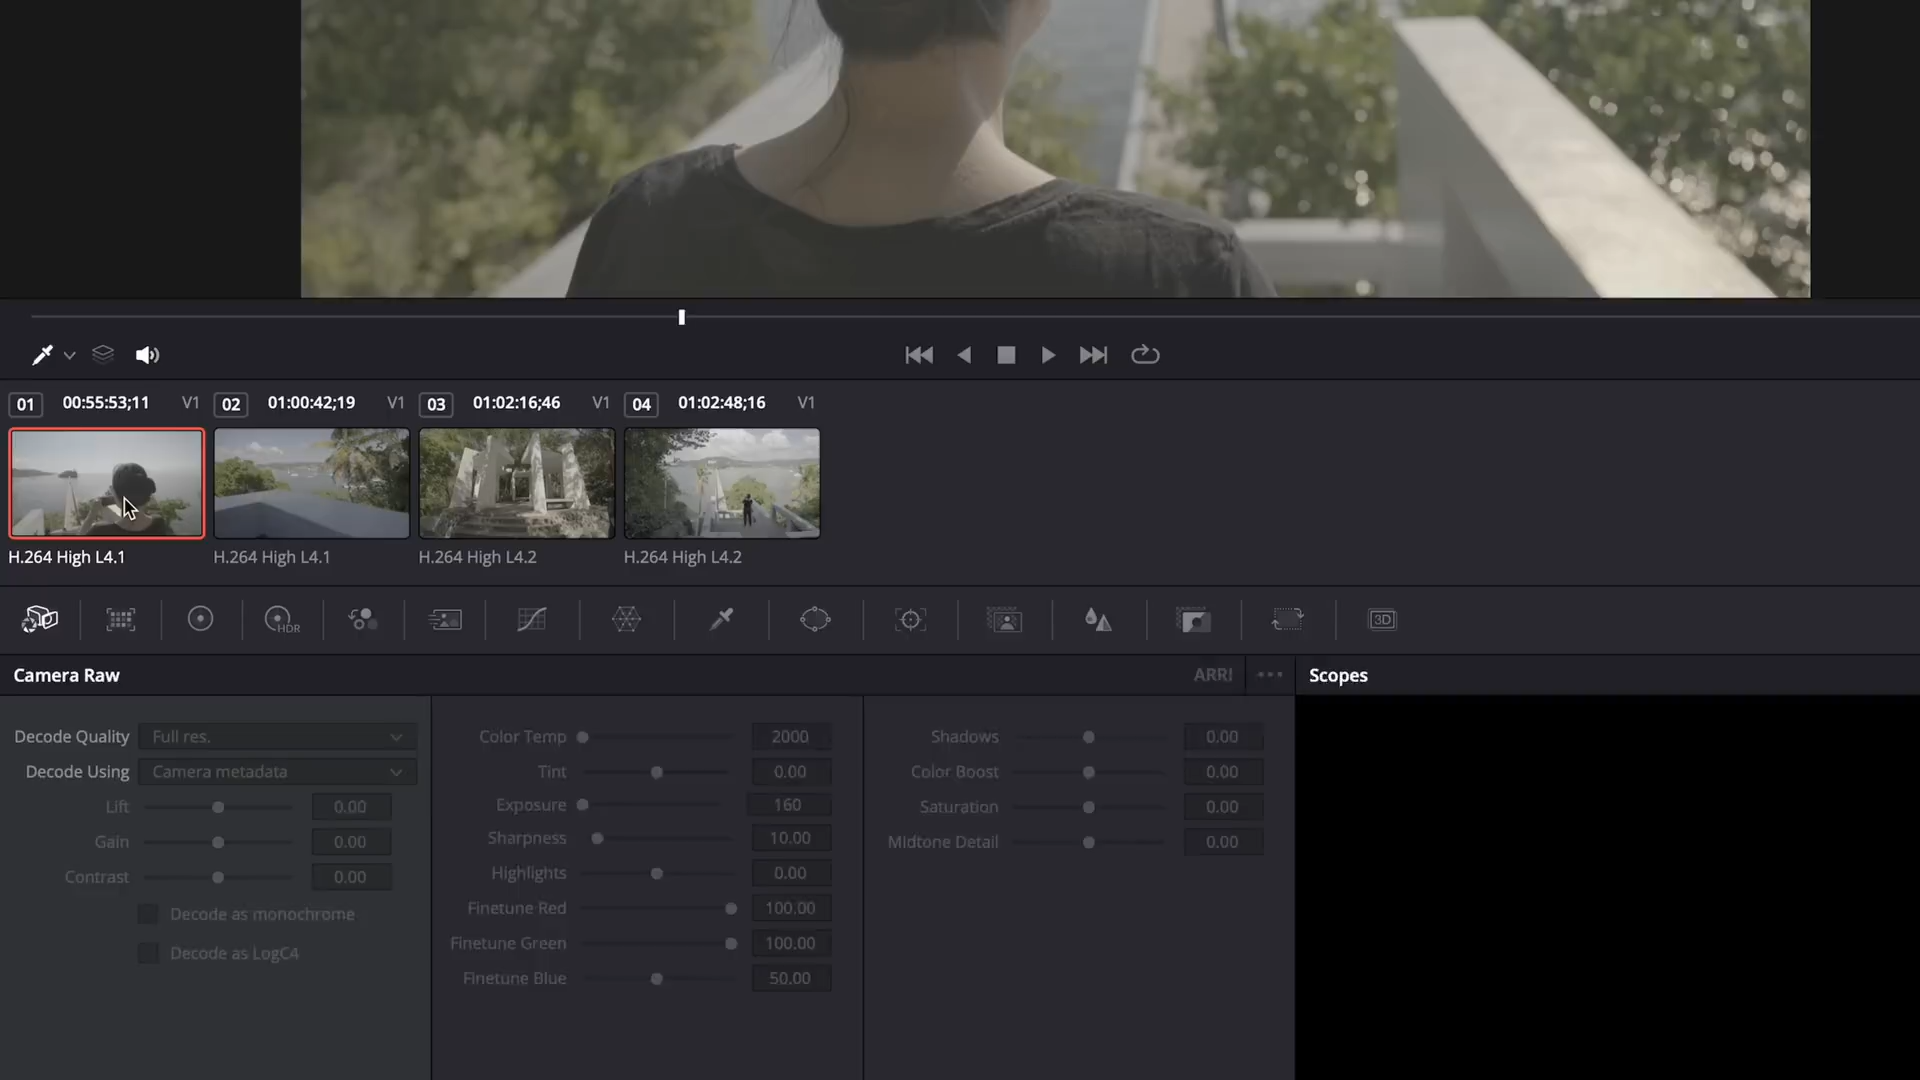 01 00:55:53;11 V1 02 01:00:42;19 V1 03 01:02:16;46 V1 04 01:02:48;16 V1
H.264 High L4.1 H.264 High L4.1 H.264 High L4.2 H.264 High L4.2
HDR 3D
Camera Raw ARRI Scopes
Decode Quality Full res.
Decode Using Camera metadata
Lift 0.00
Gain 0.00
Contrast 0.00
Decode as monochrome
Decode as LogC4
Color Temp 2000
Tint 0.00
Exposure 160
Sharpness 10.00
Highlights 0.00
Finetune Red 100.00
Finetune Green 100.00
Finetune Blue 50.00
Shadows 0.00
Color Boost 0.00
Saturation 0.00
Midtone Detail 0.00